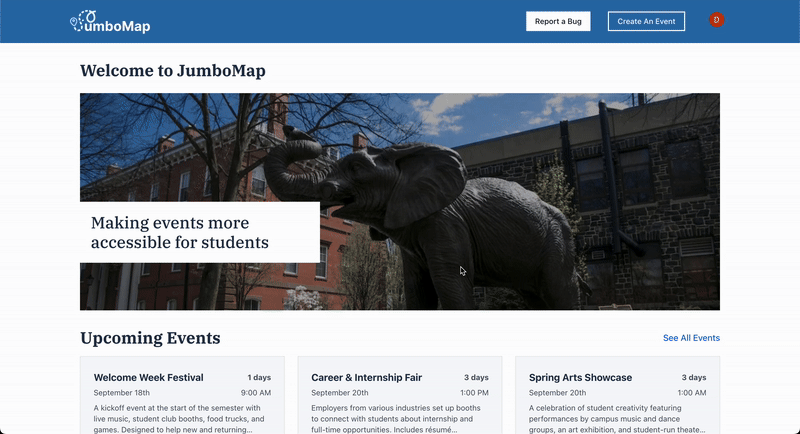 JumboMap
Report a Bug
Create An Event
D
Welcome to JumboMap
Making events more
accessible for students
Upcoming Events
See All Events
Welcome Week Festival
1 days
September 18th
9:00 AM
A kickoff event at the start of the semester with
live music, student club booths, food trucks, and
games. Designed to help new and returning...
Career & Internship Fair
3 days
September 20th
1:00 PM
Employers from various industries set up booths
to connect with students about internship and
full-time opportunities. Includes résumé...
Spring Arts Showcase
3 days
September 20th
1:00 AM
A celebration of student creativity featuring
performances by campus music and dance
groups, an art exhibition, and student-run theate...